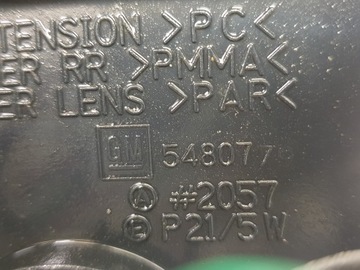 TENSION >PC<
ER RR >PMMA<
ER LENS >PAR<
GM 548077
A #2057
E P21/5W